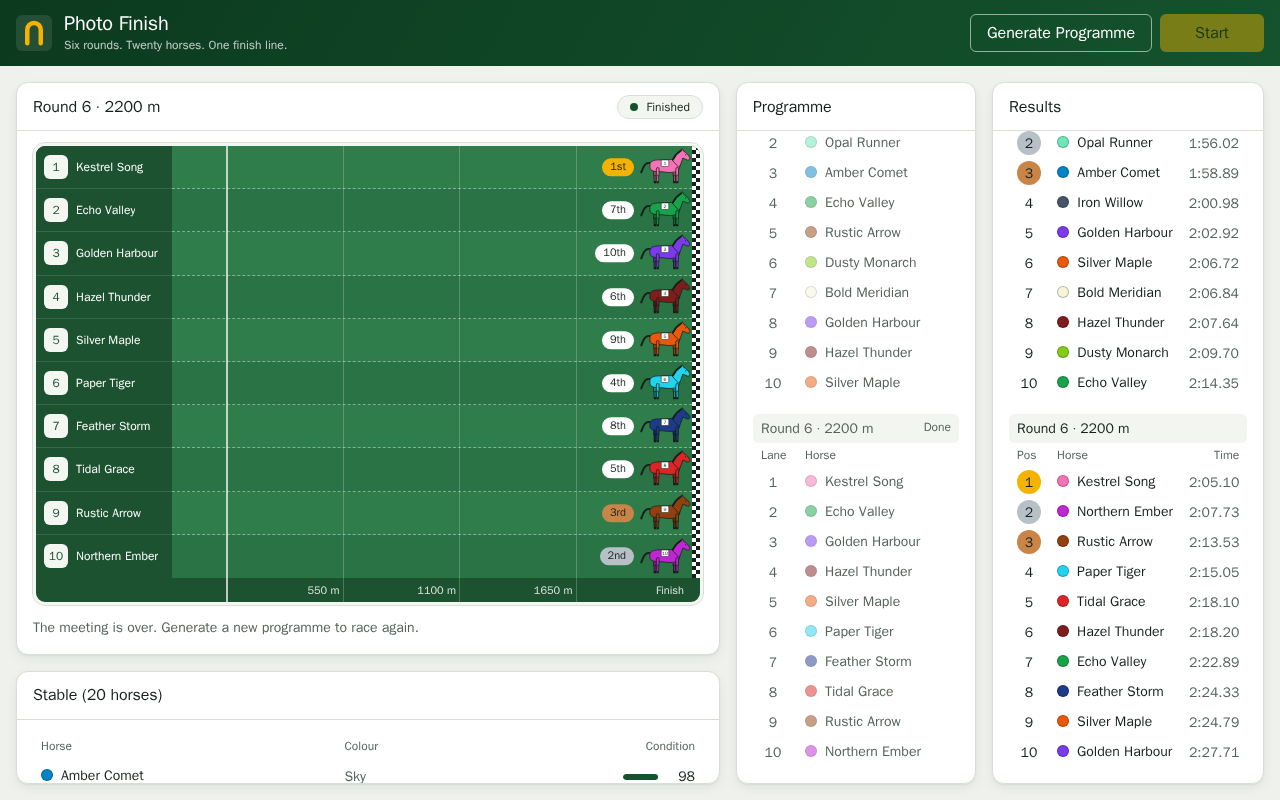 Photo Finish
Six rounds. Twenty horses. One finish line.
Generate Programme
Start
Round 6 · 2200 m
Finished
1 Kestrel Song 1st
2 Echo Valley 7th
3 Golden Harbour 10th
4 Hazel Thunder 6th
5 Silver Maple 9th
6 Paper Tiger 4th
7 Feather Storm 8th
8 Tidal Grace 5th
9 Rustic Arrow 3rd
10 Northern Ember 2nd
550 m 1100 m 1650 m Finish
The meeting is over. Generate a new programme to race again.
Stable (20 horses)
Horse Colour Condition
Amber Comet Sky 98
Programme
2 Opal Runner
3 Amber Comet
4 Echo Valley
5 Rustic Arrow
6 Dusty Monarch
7 Bold Meridian
8 Golden Harbour
9 Hazel Thunder
10 Silver Maple
Round 6 · 2200 m Done
Lane Horse
1 Kestrel Song
2 Echo Valley
3 Golden Harbour
4 Hazel Thunder
5 Silver Maple
6 Paper Tiger
7 Feather Storm
8 Tidal Grace
9 Rustic Arrow
10 Northern Ember
Results
2 Opal Runner 1:56.02
3 Amber Comet 1:58.89
4 Iron Willow 2:00.98
5 Golden Harbour 2:02.92
6 Silver Maple 2:06.72
7 Bold Meridian 2:06.84
8 Hazel Thunder 2:07.64
9 Dusty Monarch 2:09.70
10 Echo Valley 2:14.35
Round 6 · 2200 m
Pos Horse Time
1 Kestrel Song 2:05.10
2 Northern Ember 2:07.73
3 Rustic Arrow 2:13.53
4 Paper Tiger 2:15.05
5 Tidal Grace 2:18.10
6 Hazel Thunder 2:18.20
7 Echo Valley 2:22.89
8 Feather Storm 2:24.33
9 Silver Maple 2:24.79
10 Golden Harbour 2:27.71